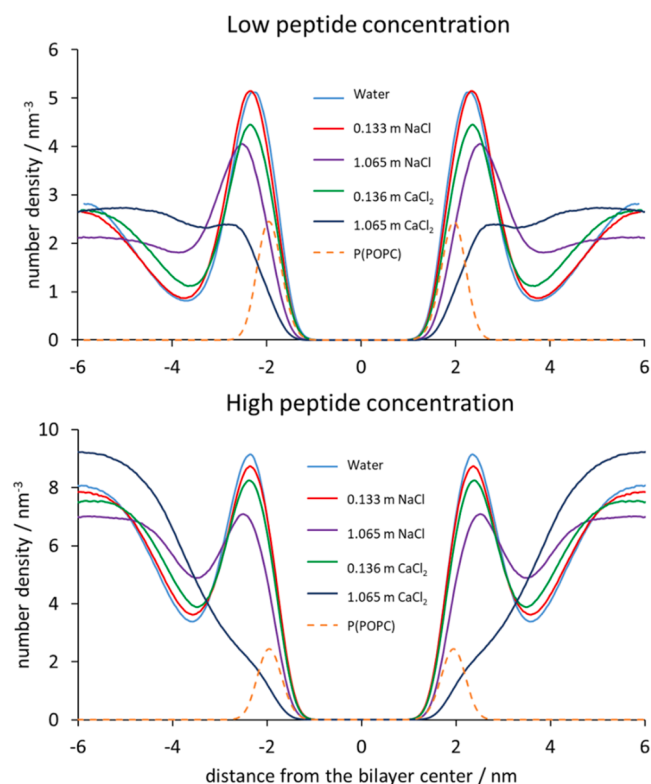 Low peptide concentration
number density / nm⁻³
6
5
4
3
2
1
0
-6 -4 -2 0 2 4 6
Water
0.133 m NaCl
1.065 m NaCl
0.136 m CaCl₂
1.065 m CaCl₂
P(POPC)
High peptide concentration
number density / nm⁻³
10
8
6
4
2
0
-6 -4 -2 0 2 4 6
Water
0.133 m NaCl
1.065 m NaCl
0.136 m CaCl₂
1.065 m CaCl₂
P(POPC)
distance from the bilayer center / nm